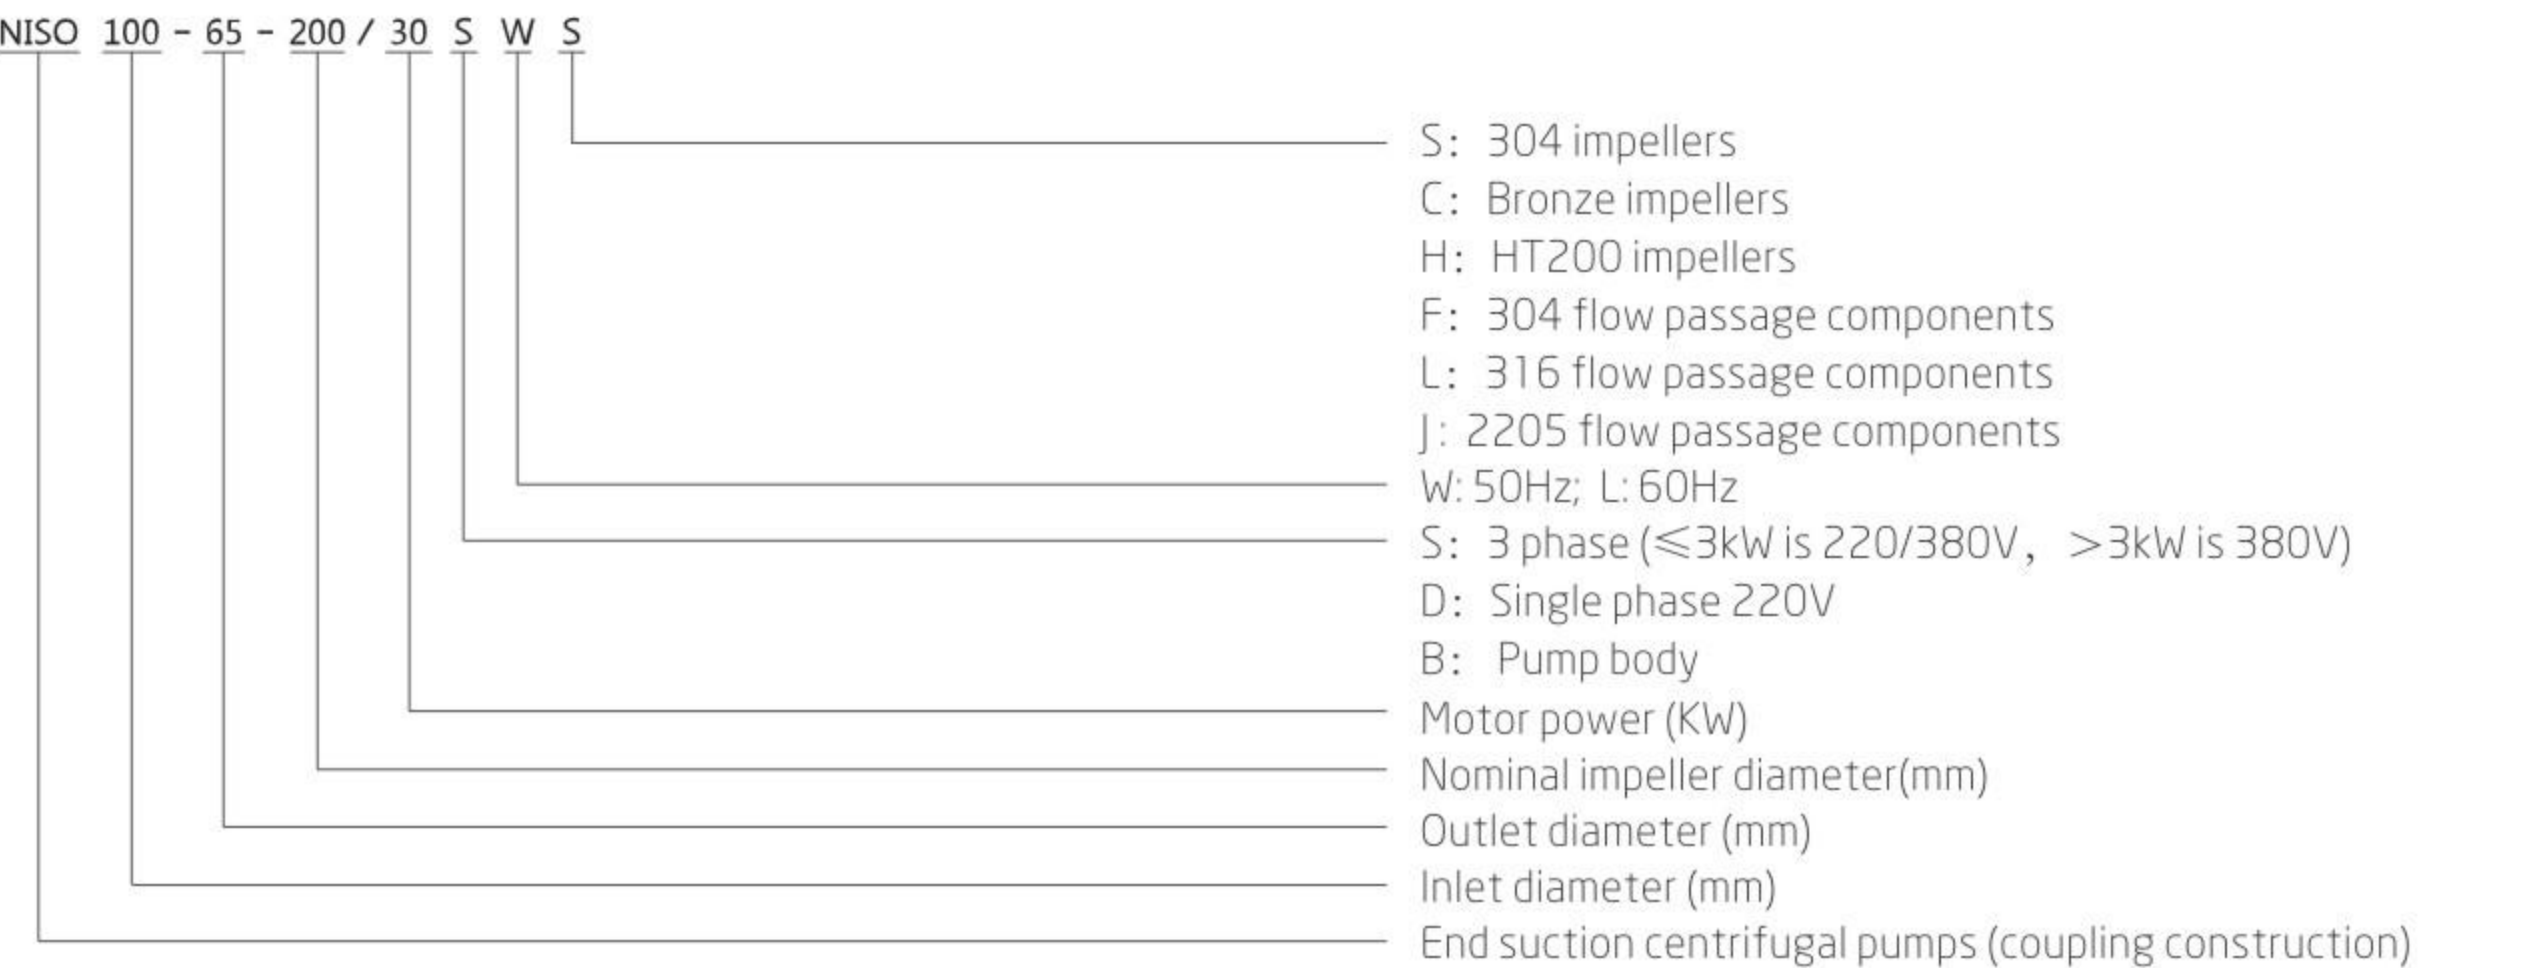 NISO 100 - 65 - 200 / 30 S W S
S: 304 impellers
C: Bronze impellers
H: HT200 impellers
F: 304 flow passage components
L: 316 flow passage components
J: 2205 flow passage components
W: 50Hz; L: 60Hz
S: 3 phase (≤3kW is 220/380V, >3kW is 380V)
D: Single phase 220V
B: Pump body
Motor power (KW)
Nominal impeller diameter(mm)
Outlet diameter (mm)
Inlet diameter (mm)
End suction centrifugal pumps (coupling construction)